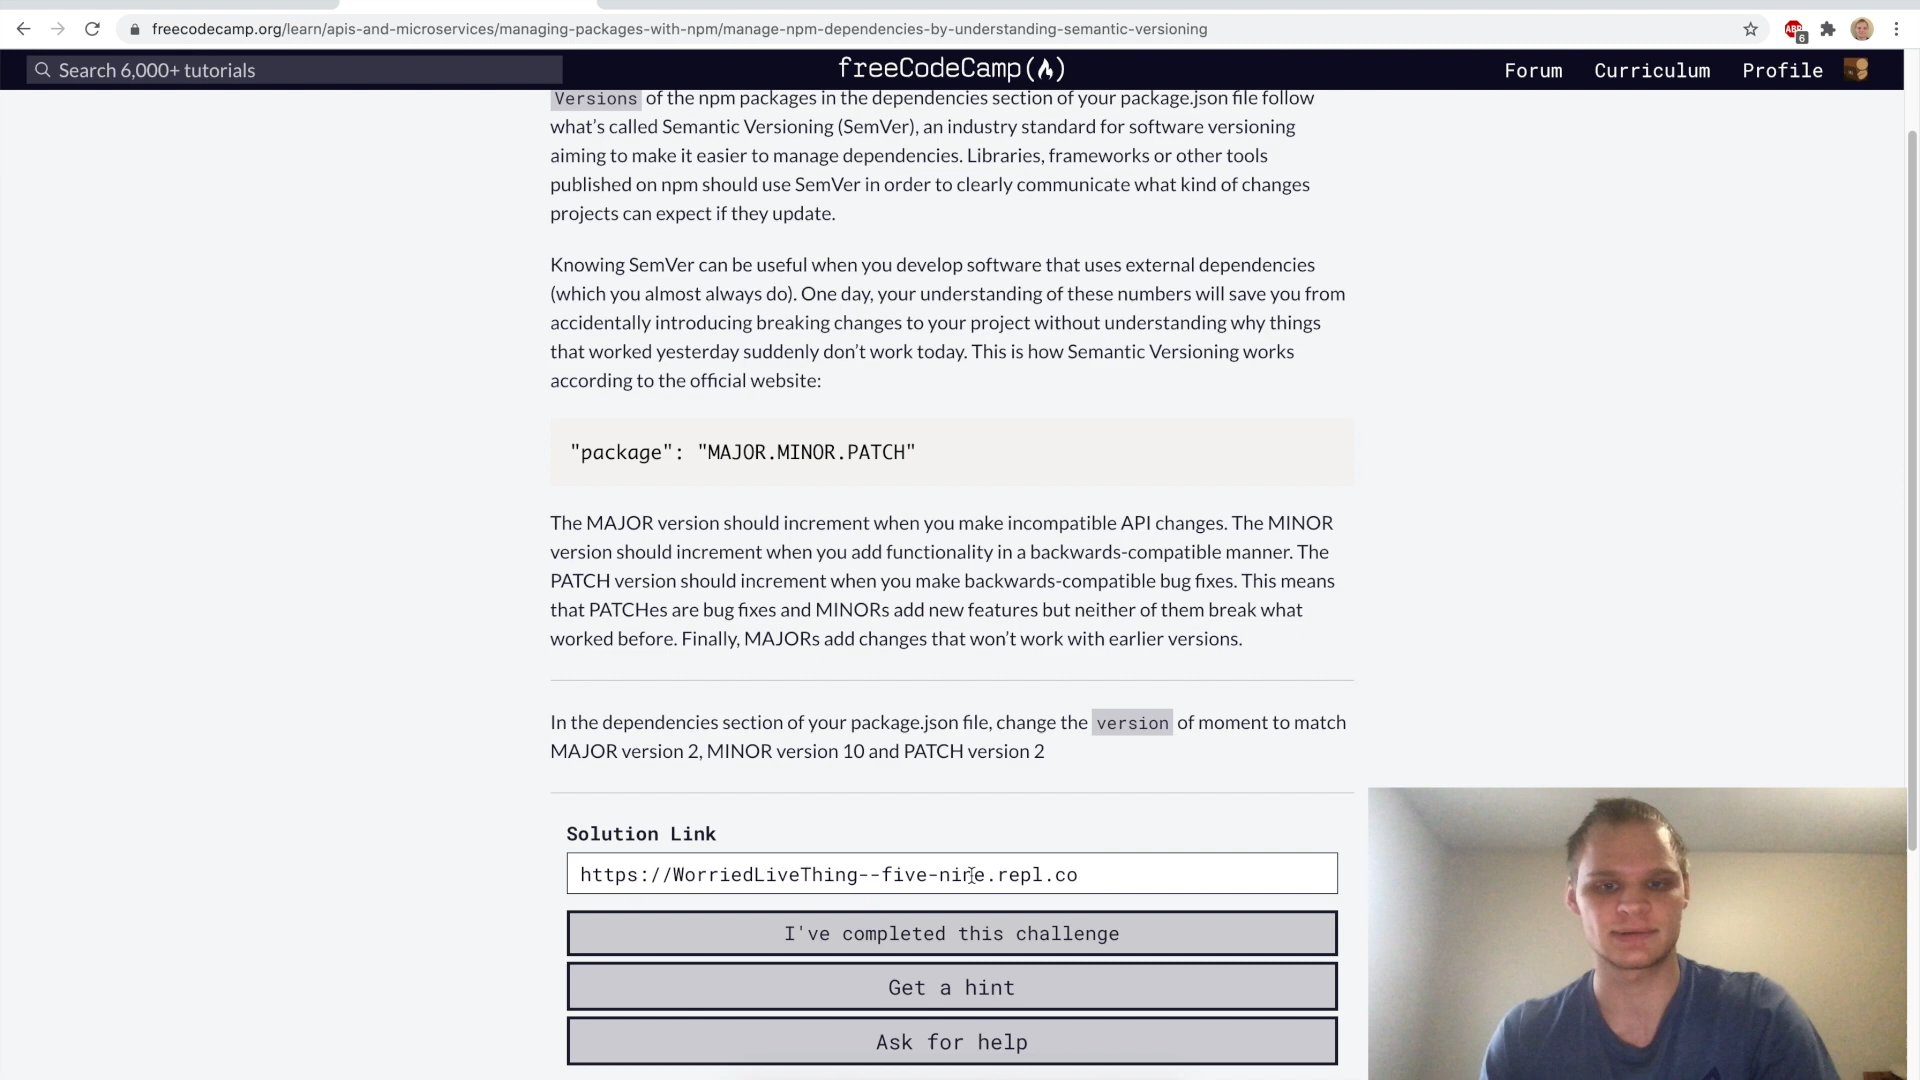 freecodecamp.org/learn/apis-and-microservices/managing-packages-with-npm/manage-npm-dependencies-by-understanding-semantic-versioning
6
Search 6,000+ tutorials
freeCodeCamp
Forum
Curriculum
Profile
Versions of the npm packages in the dependencies section of your package.json file follow
what's called Semantic Versioning (SemVer), an industry standard for software versioning
aiming to make it easier to manage dependencies. Libraries, frameworks or other tools
published on npm should use SemVer in order to clearly communicate what kind of changes
projects can expect if they update.
Knowing SemVer can be useful when you develop software that uses external dependencies
(which you almost always do). One day, your understanding of these numbers will save you from
accidentally introducing breaking changes to your project without understanding why things
that worked yesterday suddenly don't work today. This is how Semantic Versioning works
according to the official website:
"package": "MAJOR.MINOR.PATCH"
The MAJOR version should increment when you make incompatible API changes. The MINOR
version should increment when you add functionality in a backwards-compatible manner. The
PATCH version should increment when you make backwards-compatible bug fixes. This means
that PATCHes are bug fixes and MINORs add new features but neither of them break what
worked before. Finally, MAJORs add changes that won't work with earlier versions.
In the dependencies section of your package.json file, change the version of moment to match
MAJOR version 2, MINOR version 10 and PATCH version 2
Solution Link
https://WorriedLiveThing--five-nine.repl.co
I've completed this challenge
Get a hint
Ask for help